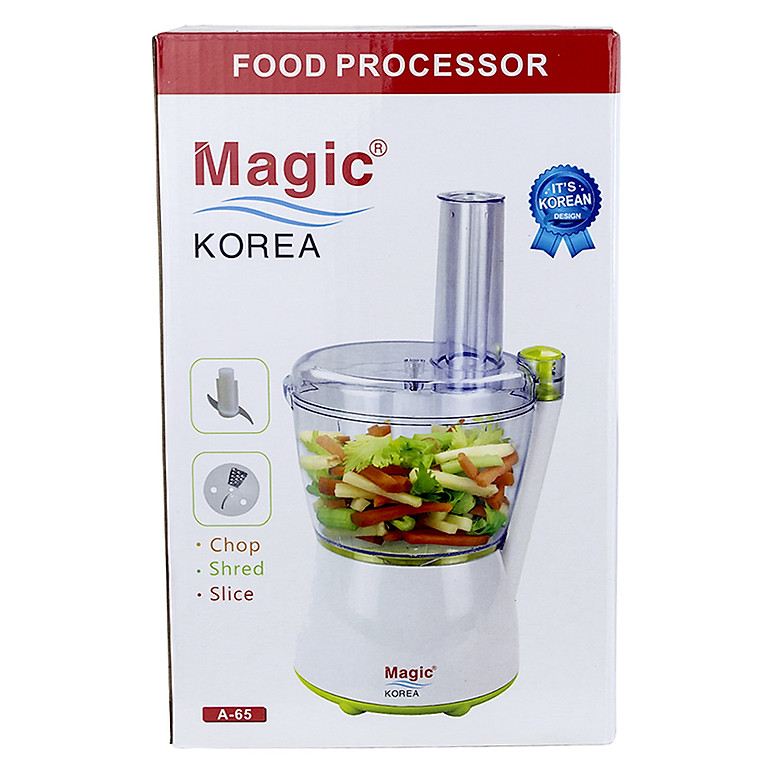 FOOD PROCESSOR
Magic®
KOREA
IT'S
KOREAN
DESIGN
• Chop
• Shred
• Slice
Magic®
KOREA
A-65